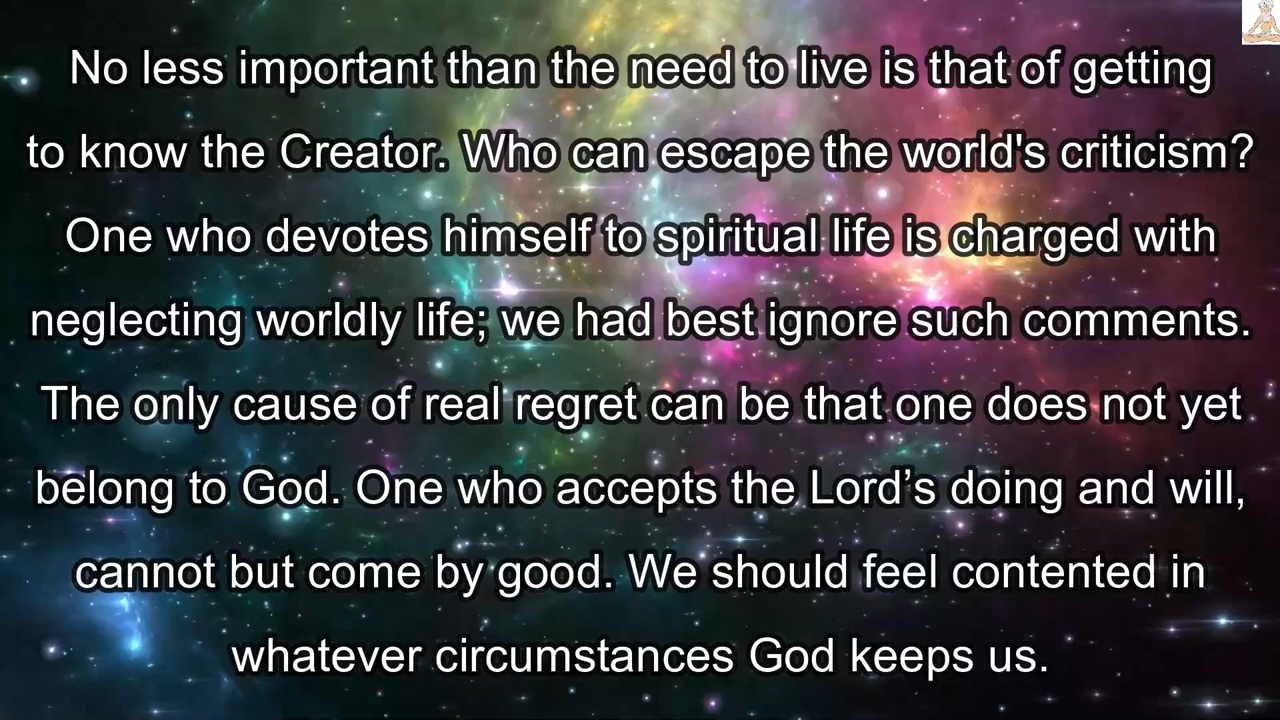 No less important than the need to live is that of getting
to know the Creator. Who can escape the world's criticism?
One who devotes himself to spiritual life is charged with
neglecting worldly life; we had best ignore such comments.
The only cause of real regret can be that one does not yet
belong to God. One who accepts the Lord’s doing and will,
cannot but come by good. We should feel contented in
whatever circumstances God keeps us.